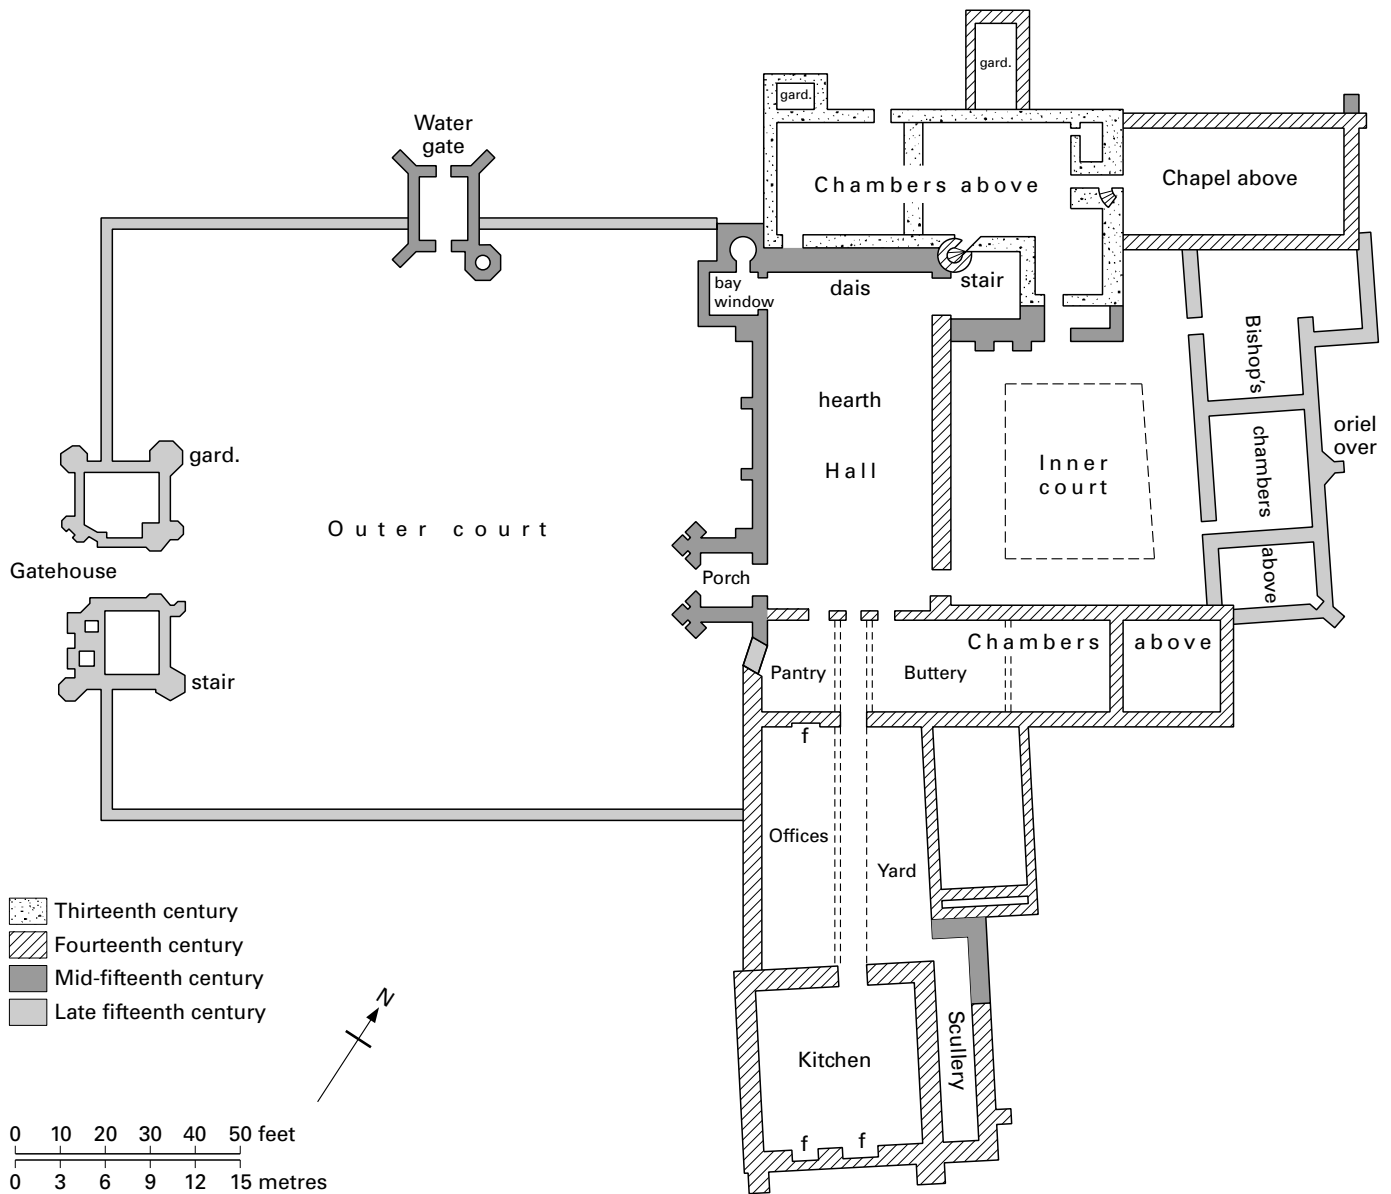 gard.
gard.
Water
gate
Chambers above
Chapel above
bay
window
dais
stair
Bishop's
chambers
above
oriel
over
hearth
Hall
Inner
court
gard.
Outer court
Gatehouse
Porch
stair
Pantry
Buttery
Chambers above
f
Offices
Yard
Thirteenth century
Fourteenth century
Mid-fifteenth century
Late fifteenth century
N
Kitchen
Scullery
f
f
0 10 20 30 40 50 feet
0 3 6 9 12 15 metres